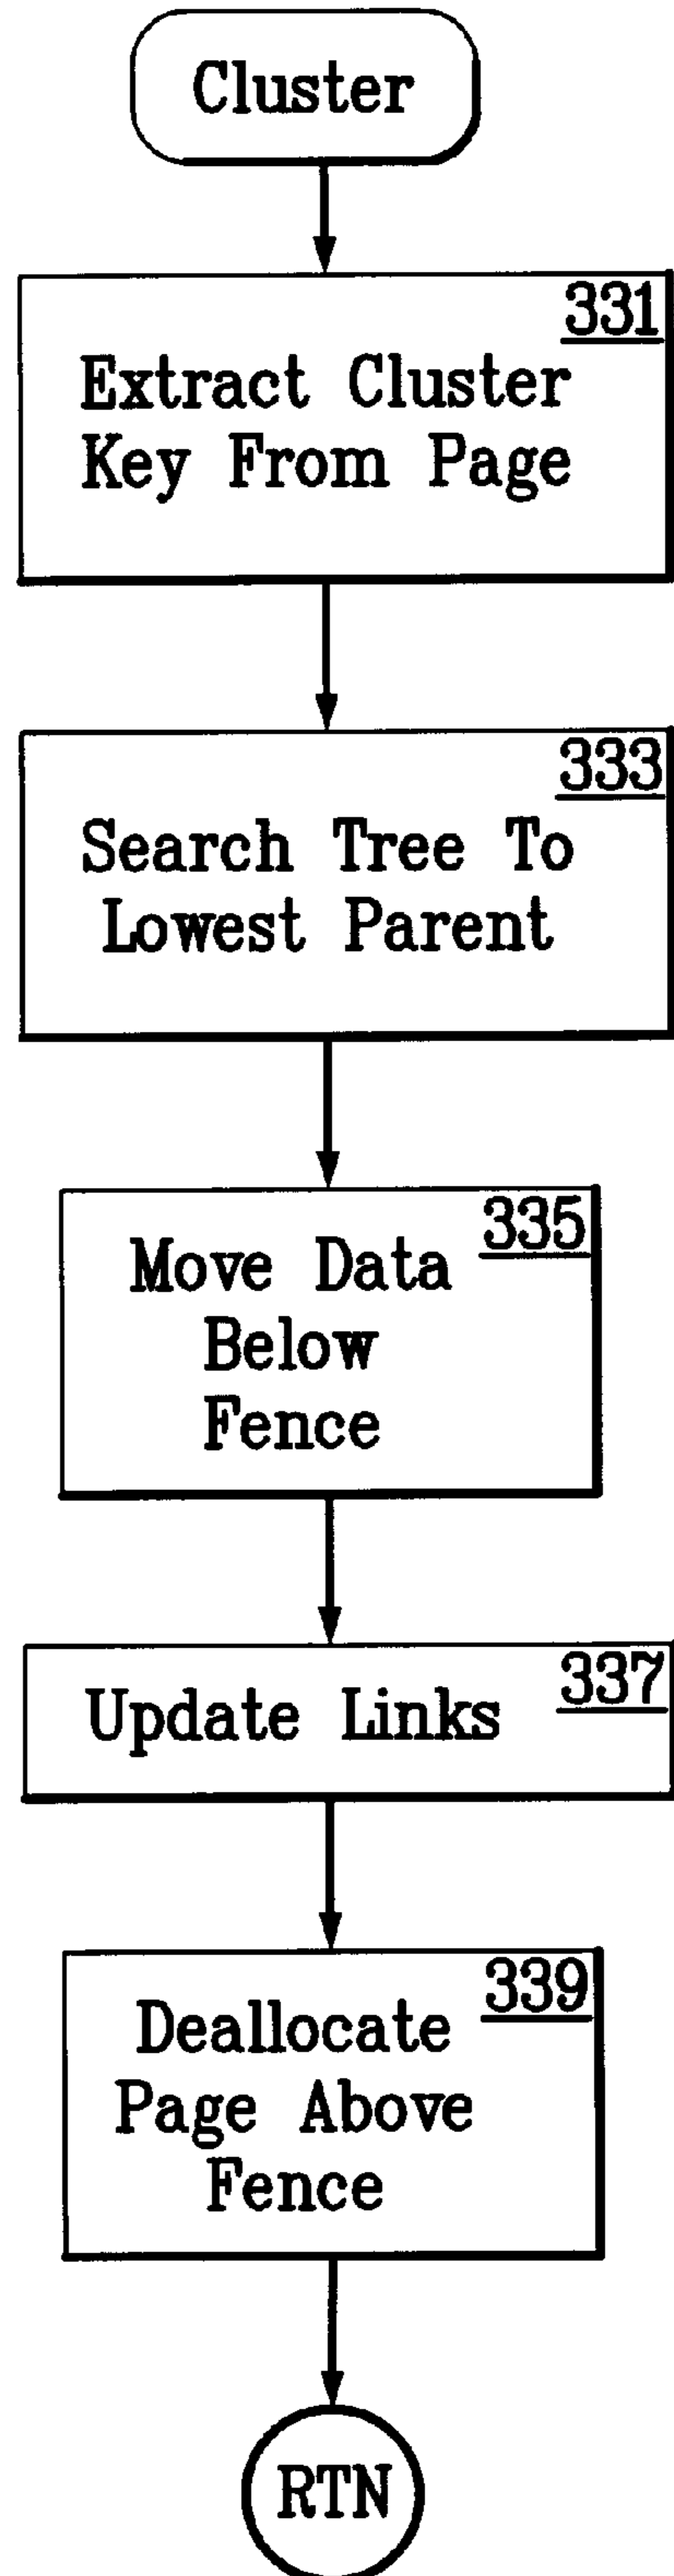 Cluster
331
Extract Cluster
Key From Page
333
Search Tree To
Lowest Parent
335
Move Data
Below
Fence
337
Update Links
339
Deallocate
Page Above
Fence
RTN